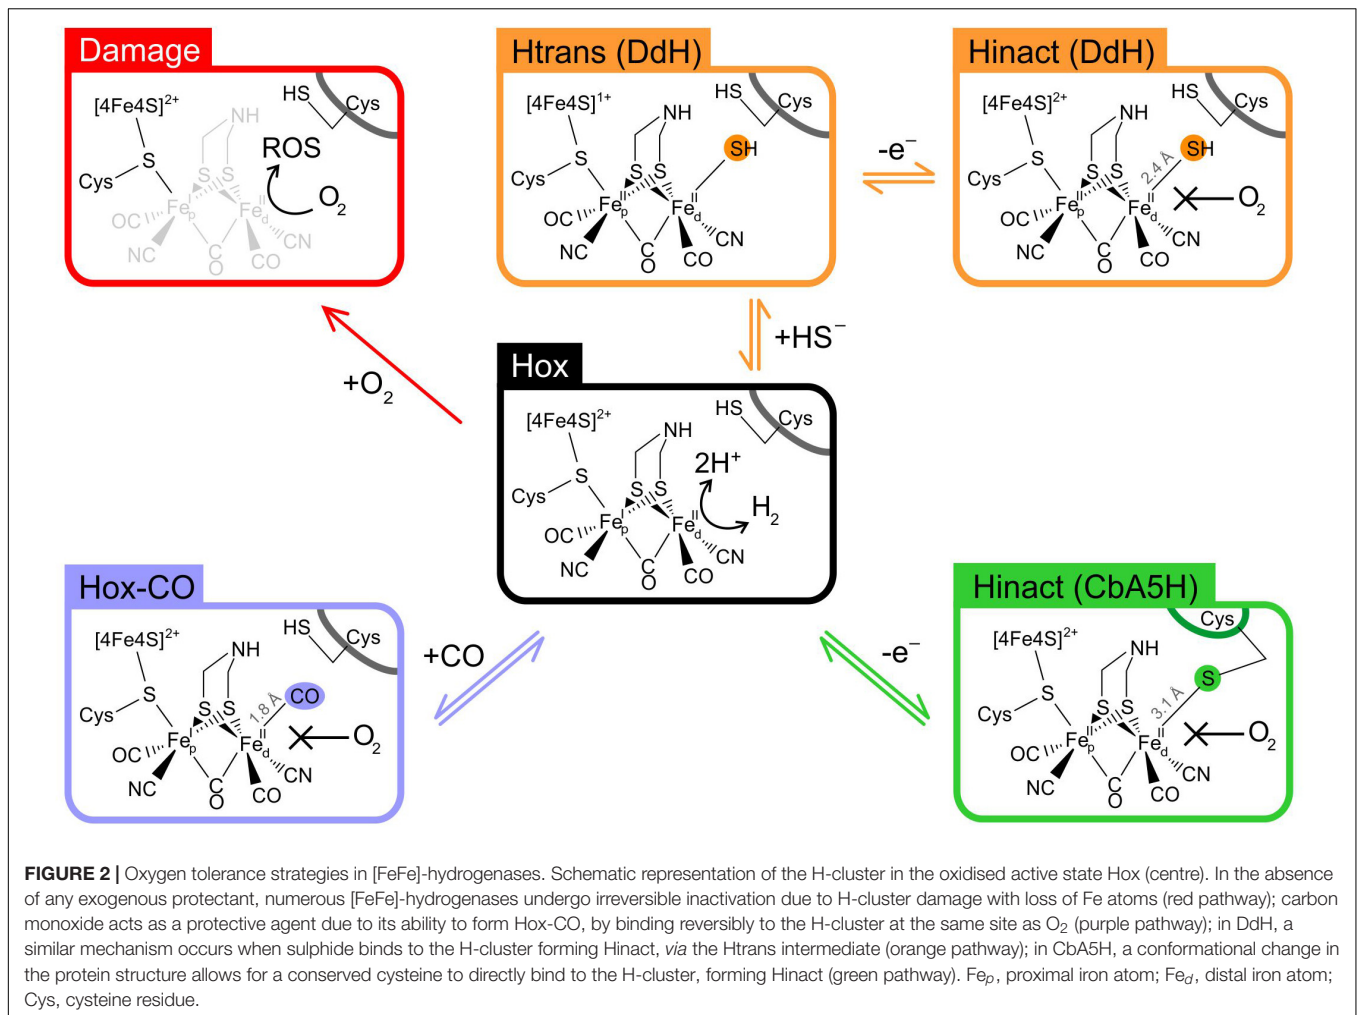 Damage
[4Fe4S]2+
HS
Cys
NH
ROS
S
S
S
Cys
O2
Fep
FedII
OC
NC
C
O
CO
CN
Htrans (DdH)
[4Fe4S]1+
HS
Cys
NH
SH
S
S
S
Cys
FepII
FedII
OC
NC
C
O
CO
CN
-e−
Hinact (DdH)
[4Fe4S]2+
HS
Cys
NH
SH
2.4 Å
S
S
S
Cys
O2
FepII
FedII
OC
NC
C
O
CO
CN
+O2
+HS−
Hox
[4Fe4S]2+
HS
Cys
NH
2H+
H2
S
S
S
Cys
FepI
FedII
OC
NC
C
O
CO
CN
Hox-CO
[4Fe4S]2+
HS
Cys
NH
CO
1.8 Å
S
S
S
Cys
O2
FepI
FedII
OC
NC
C
O
CO
CN
+CO
-e−
Hinact (CbA5H)
[4Fe4S]2+
Cys
NH
S
3.1 Å
S
S
S
Cys
O2
FepII
FedII
OC
NC
C
O
CO
CN
FIGURE 2 | Oxygen tolerance strategies in [FeFe]-hydrogenases. Schematic representation of the H-cluster in the oxidised active state Hox (centre). In the absence
of any exogenous protectant, numerous [FeFe]-hydrogenases undergo irreversible inactivation due to H-cluster damage with loss of Fe atoms (red pathway); carbon
monoxide acts as a protective agent due to its ability to form Hox-CO, by binding reversibly to the H-cluster at the same site as O2 (purple pathway); in DdH, a
similar mechanism occurs when sulphide binds to the H-cluster forming Hinact, via the Htrans intermediate (orange pathway); in CbA5H, a conformational change in
the protein structure allows for a conserved cysteine to directly bind to the H-cluster, forming Hinact (green pathway). Fep, proximal iron atom; Fed, distal iron atom;
Cys, cysteine residue.